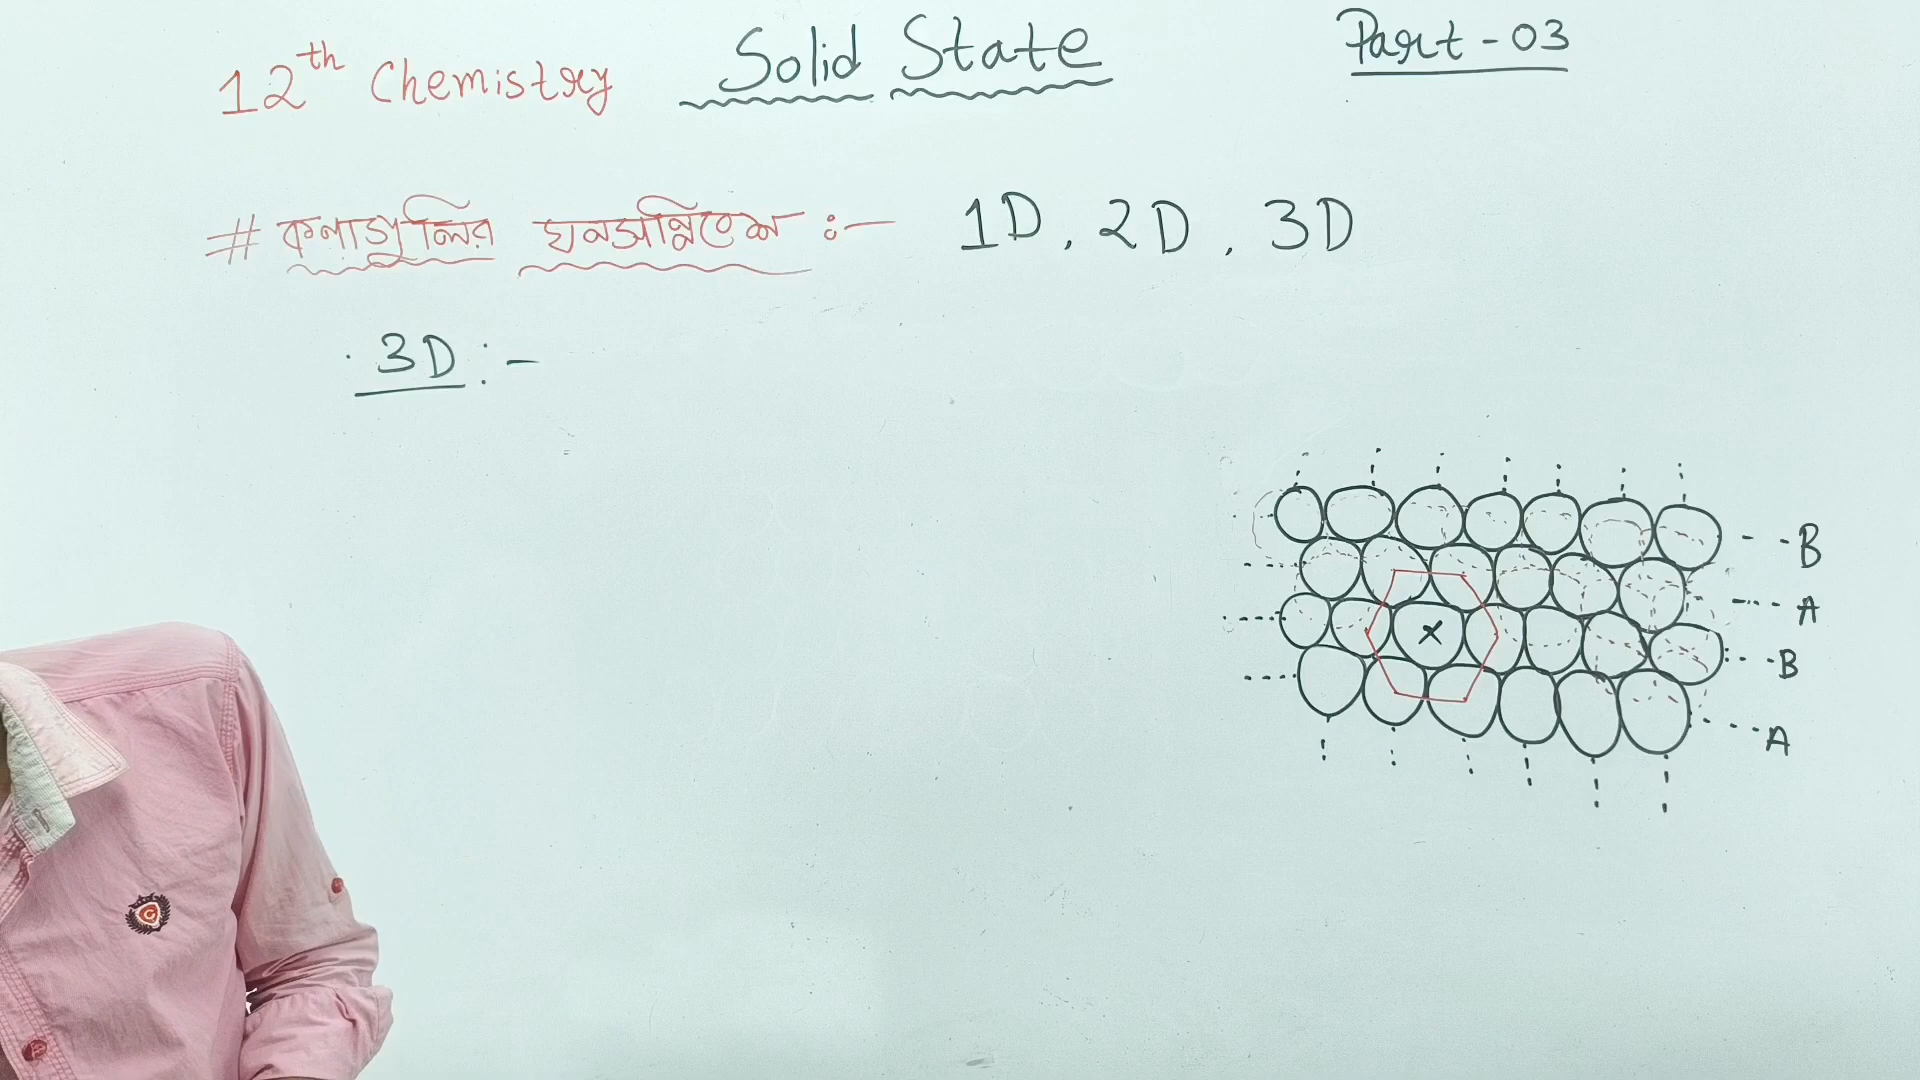 12th Chemistry Solid State Part-03
# কণাগুলির ঘনসন্নিবেশ :- 1D, 2D, 3D
3D :-
B
A
X
B
A
G